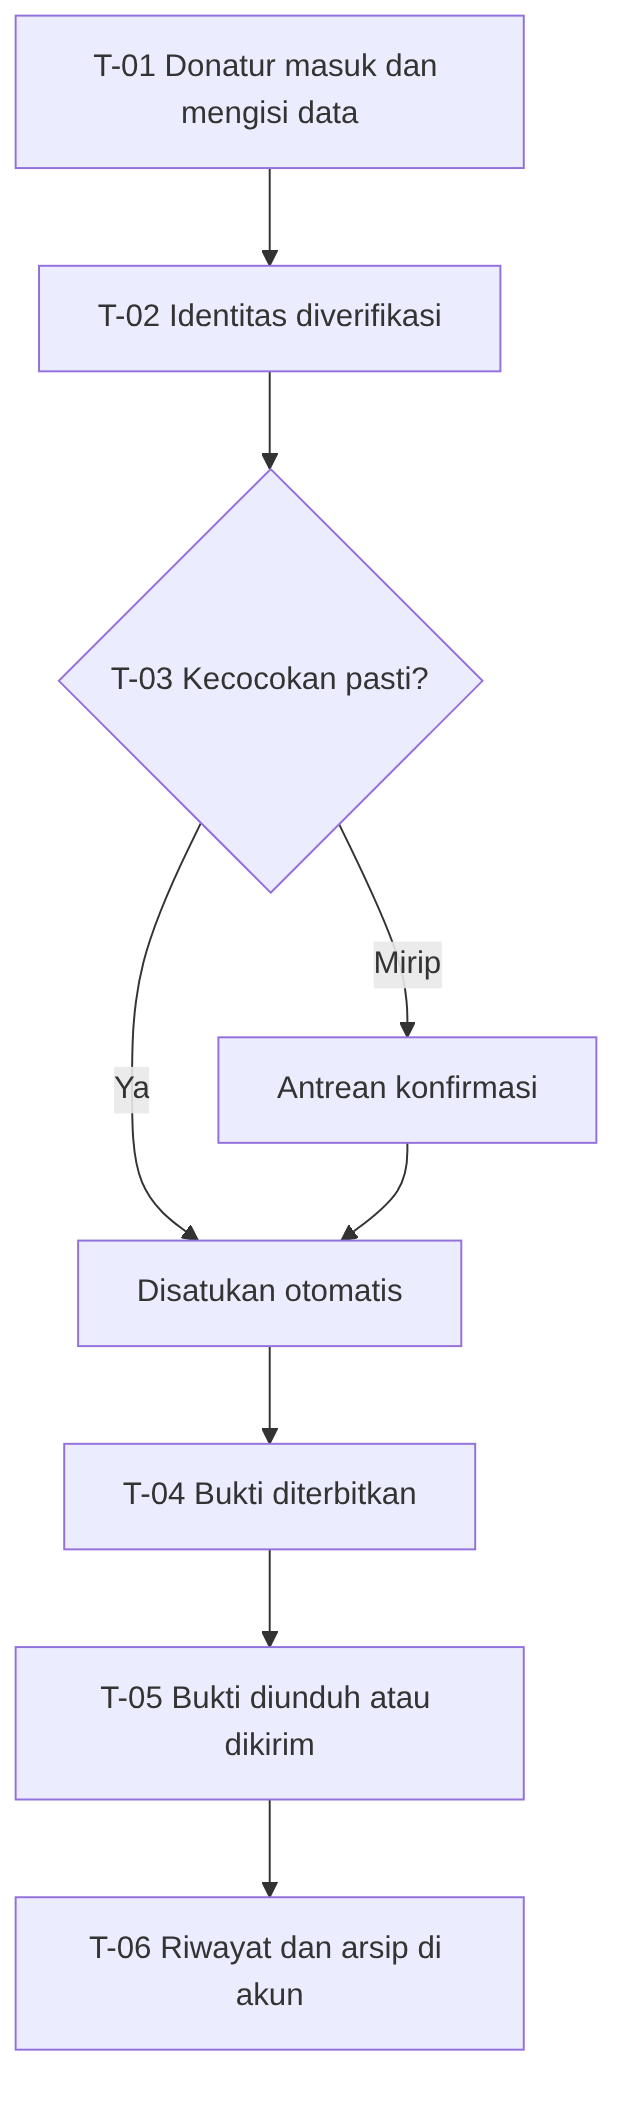 T-01 Donatur masuk dan
mengisi data
T-02 Identitas diverifikasi
T-03 Kecocokan pasti?
Mirip
Ya
Antrean konfirmasi
Disatukan otomatis
T-04 Bukti diterbitkan
T-05 Bukti diunduh atau
dikirim
T-06 Riwayat dan arsip di
akun